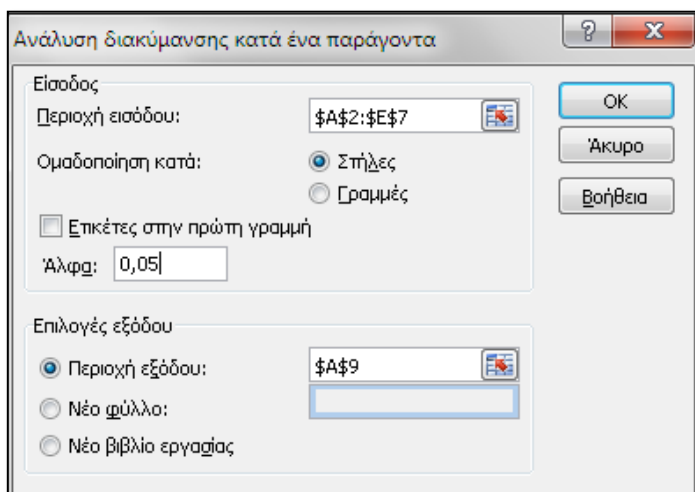 Ανάλυση διακύμανσης κατά ένα παράγοντα
?
X
Είσοδος
Περιοχή εισόδου:
$A$2:$E$7
Ομαδοποίηση κατά:
Στήλες
Γραμμές
Ετικέτες στην πρώτη γραμμή
Άλφα:
0,05
OK
Άκυρο
Βοήθεια
Επιλογές εξόδου
Περιοχή εξόδου:
$A$9
Νέο φύλλο:
Νέο βιβλίο εργασίας